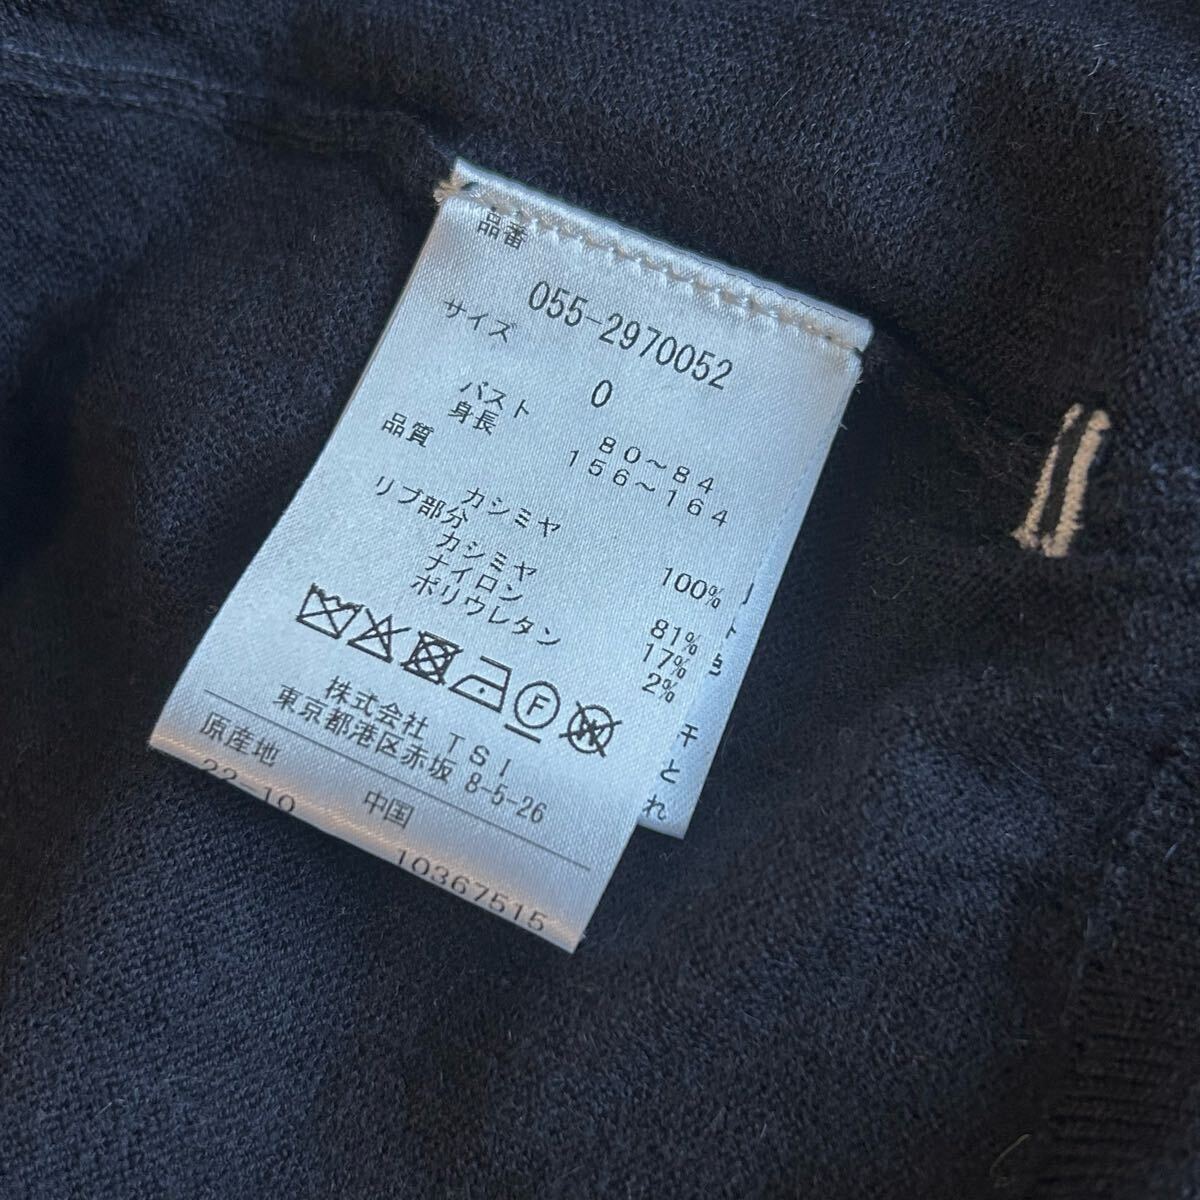 品番
055-2970052
サイズ
0
バスト 80～84
身長 156～164
品質
カシミヤ 100%
リブ部分
カシミヤ 81%
ナイロン 17%
ポリウレタン 2%
F
W
株式会社 TSI
東京都港区赤坂 8-5-26
原産地 中国
22-10 10367515
干
と
れ